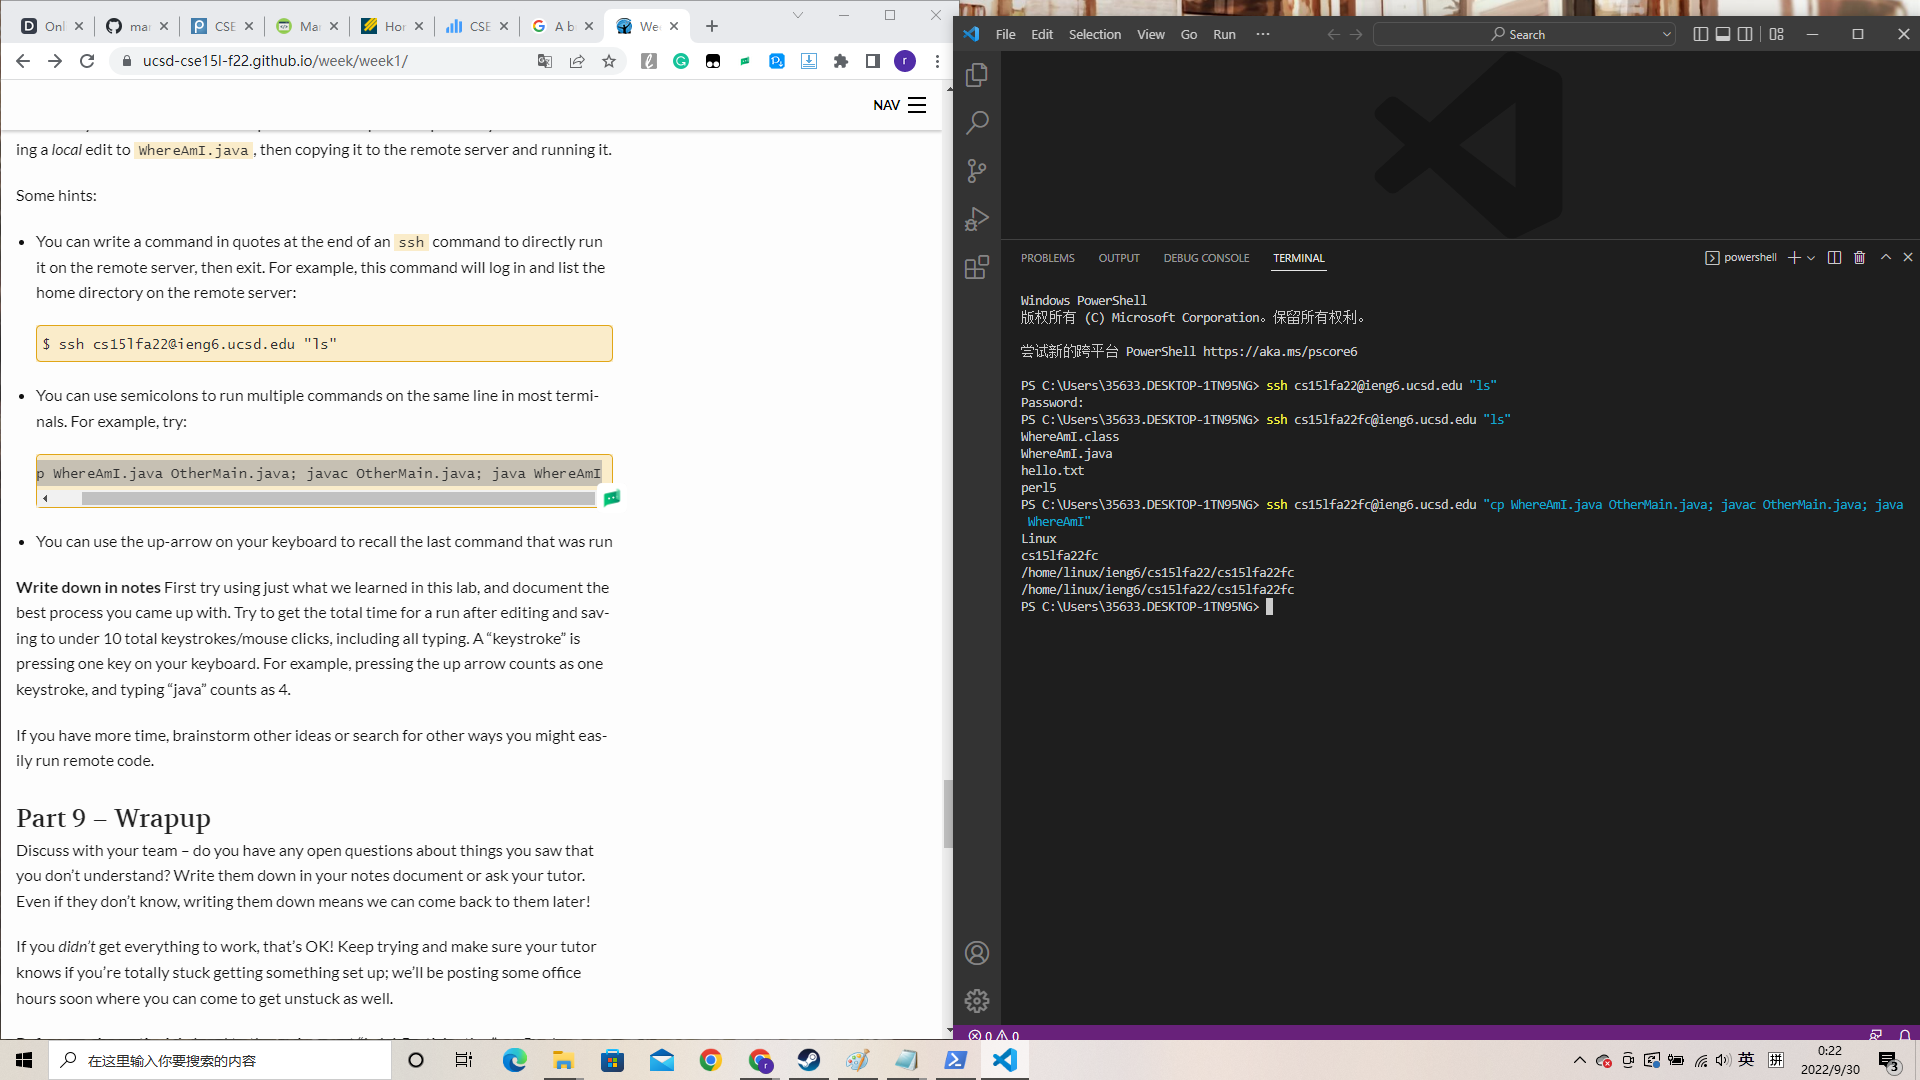 Onl
mar
CSE
Mar
Hor
CSE
A b
We
ucsd-cse15l-f22.github.io/week/week1/
NAV
ing a local edit to WhereAmI.java, then copying it to the remote server and running it.
Some hints:
You can write a command in quotes at the end of an ssh command to directly run
it on the remote server, then exit. For example, this command will log in and list the
home directory on the remote server:
$ ssh cs15lfa22@ieng6.ucsd.edu "ls"
You can use semicolons to run multiple commands on the same line in most termi-
nals. For example, try:
p WhereAmI.java OtherMain.java; javac OtherMain.java; java WhereAmI
You can use the up-arrow on your keyboard to recall the last command that was run
Write down in notes First try using just what we learned in this lab, and document the
best process you came up with. Try to get the total time for a run after editing and sav-
ing to under 10 total keystrokes/mouse clicks, including all typing. A “keystroke” is
pressing one key on your keyboard. For example, pressing the up arrow counts as one
keystroke, and typing “java” counts as 4.
If you have more time, brainstorm other ideas or search for other ways you might eas-
ily run remote code.
Part 9 – Wrapup
Discuss with your team – do you have any open questions about things you saw that
you don’t understand? Write them down in your notes document or ask your tutor.
Even if they don’t know, writing them down means we can come back to them later!
If you didn’t get everything to work, that’s OK! Keep trying and make sure your tutor
knows if you’re totally stuck getting something set up; we’ll be posting some office
hours soon where you can come to get unstuck as well.
File Edit Selection View Go Run ···
Search
PROBLEMS OUTPUT DEBUG CONSOLE TERMINAL
powershell
Windows PowerShell
版权所有 (C) Microsoft Corporation。保留所有权利。
尝试新的跨平台 PowerShell https://aka.ms/pscore6
PS C:\Users\35633.DESKTOP-1TN95NG> ssh cs15lfa22@ieng6.ucsd.edu "ls"
Password:
PS C:\Users\35633.DESKTOP-1TN95NG> ssh cs15lfa22fc@ieng6.ucsd.edu "ls"
WhereAmI.class
WhereAmI.java
hello.txt
perl5
PS C:\Users\35633.DESKTOP-1TN95NG> ssh cs15lfa22fc@ieng6.ucsd.edu "cp WhereAmI.java OtherMain.java; javac OtherMain.java; java
WhereAmI"
Linux
cs15lfa22fc
/home/linux/ieng6/cs15lfa22/cs15lfa22fc
/home/linux/ieng6/cs15lfa22/cs15lfa22fc
PS C:\Users\35633.DESKTOP-1TN95NG>
0 0
在这里输入你要搜索的内容
英 拼
0:22
2022/9/30
3